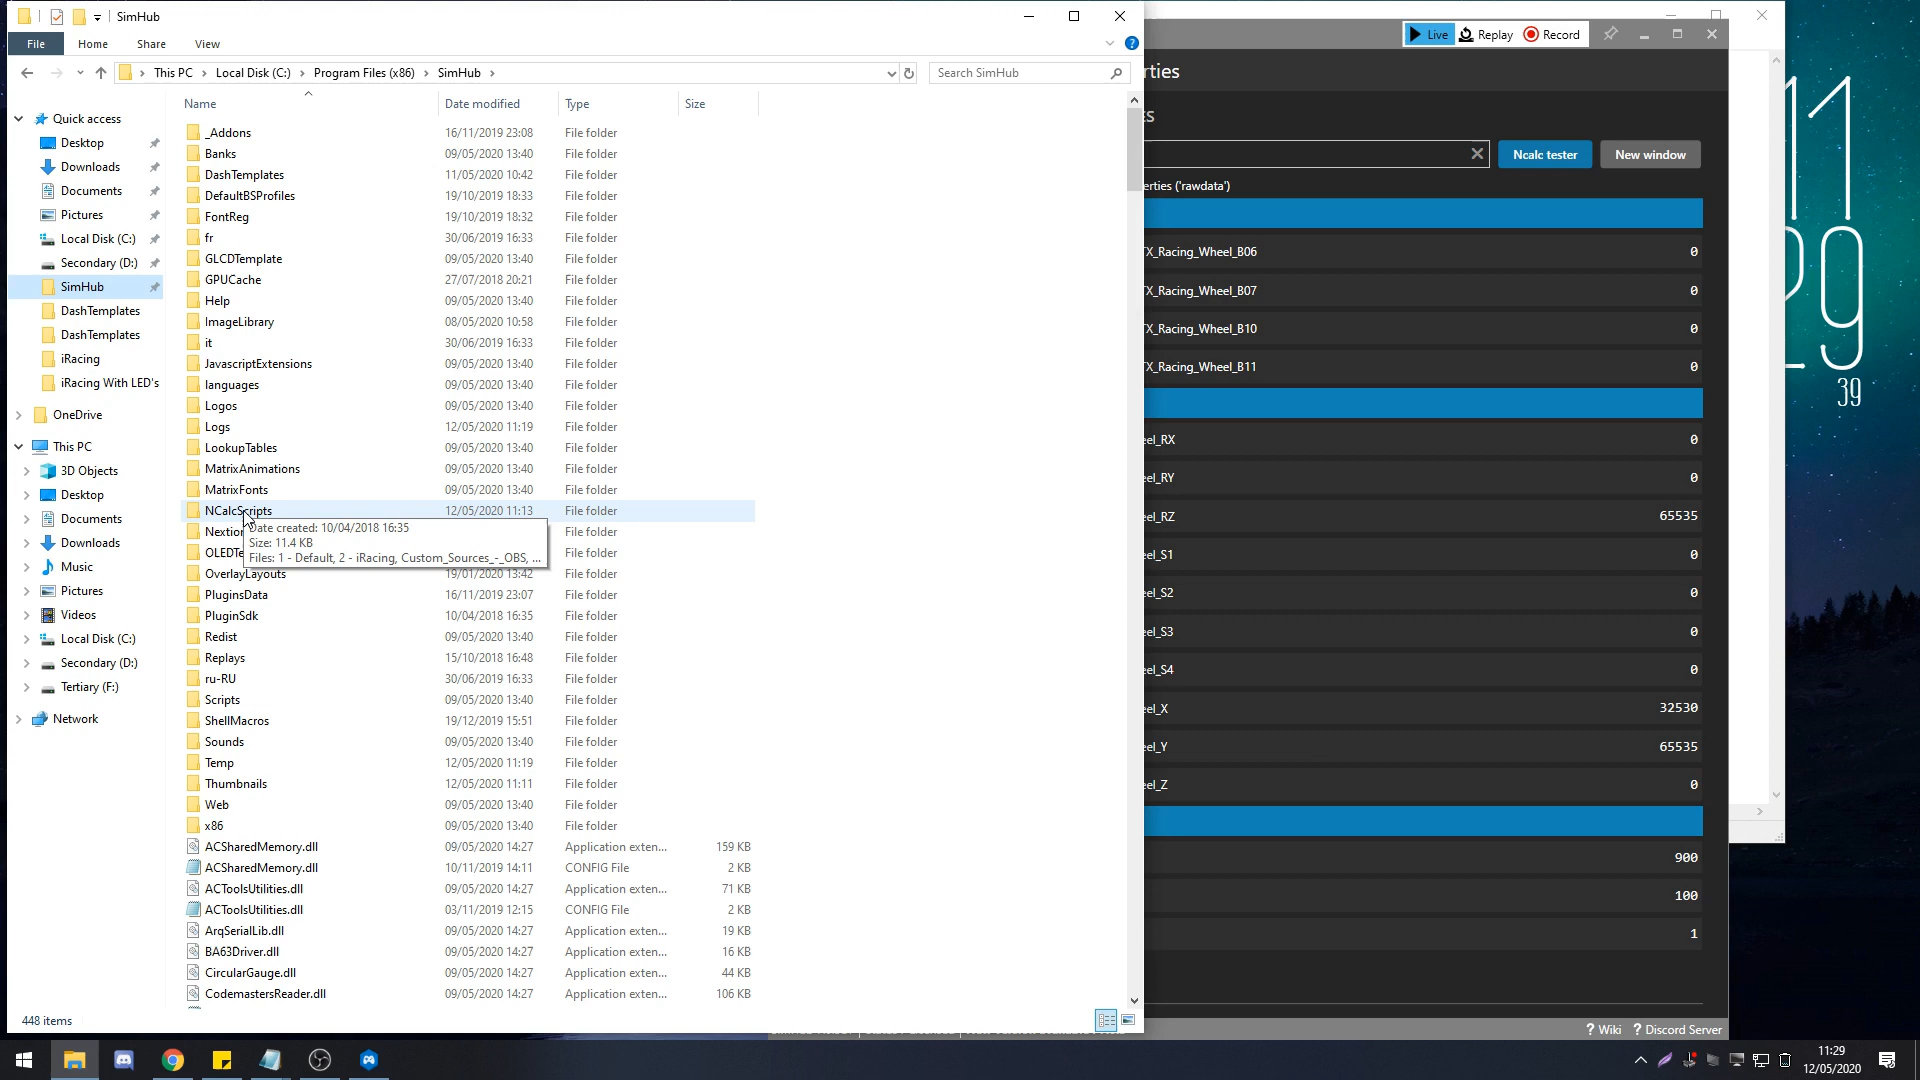 SimHub
File Home Share View
This PC Local Disk (C:) Program Files (x86) SimHub
Search SimHub
Name Date modified Type Size
Quick access
Desktop
Downloads
Documents
Pictures
Local Disk (C:)
Secondary (D:)
SimHub
DashTemplates
DashTemplates
iRacing
iRacing With LED's
OneDrive
This PC
3D Objects
Desktop
Documents
Downloads
Music
Pictures
Videos
Local Disk (C:)
Secondary (D:)
Tertiary (F:)
Network
_Addons 16/11/2019 23:08 File folder
Banks 09/05/2020 13:40 File folder
DashTemplates 11/05/2020 10:42 File folder
DefaultBSProfiles 19/10/2019 18:33 File folder
FontReg 19/10/2019 18:32 File folder
fr 30/06/2019 16:33 File folder
GLCDTemplate 09/05/2020 13:40 File folder
GPUCache 27/07/2018 20:21 File folder
Help 09/05/2020 13:40 File folder
ImageLibrary 08/05/2020 10:58 File folder
it 30/06/2019 16:33 File folder
JavascriptExtensions 09/05/2020 13:40 File folder
languages 09/05/2020 13:40 File folder
Logos 09/05/2020 13:40 File folder
Logs 12/05/2020 11:19 File folder
LookupTables 09/05/2020 13:40 File folder
MatrixAnimations 09/05/2020 13:40 File folder
MatrixFonts 09/05/2020 13:40 File folder
NCalcScripts 12/05/2020 11:13 File folder
Nextion File folder
OLEDTe File folder
Date created: 10/04/2018 16:35
Size: 11.4 KB
Files: 1 - Default, 2 - iRacing, Custom_Sources_-_OBS, ...
OverlayLayouts 19/01/2020 13:42 File folder
PluginsData 16/11/2019 23:07 File folder
PluginSdk 10/04/2018 16:35 File folder
Redist 09/05/2020 13:40 File folder
Replays 15/10/2018 16:48 File folder
ru-RU 30/06/2019 16:33 File folder
Scripts 09/05/2020 13:40 File folder
ShellMacros 19/12/2019 15:51 File folder
Sounds 09/05/2020 13:40 File folder
Temp 12/05/2020 11:19 File folder
Thumbnails 12/05/2020 11:11 File folder
Web 09/05/2020 13:40 File folder
x86 09/05/2020 13:40 File folder
ACSharedMemory.dll 09/05/2020 14:27 Application exten... 159 KB
ACSharedMemory.dll 10/11/2019 14:11 CONFIG File 2 KB
ACToolsUtilities.dll 09/05/2020 14:27 Application exten... 71 KB
ACToolsUtilities.dll 03/11/2019 12:15 CONFIG File 2 KB
ArqSerialLib.dll 09/05/2020 14:27 Application exten... 19 KB
BA63Driver.dll 09/05/2020 14:27 Application exten... 16 KB
CircularGauge.dll 09/05/2020 14:27 Application exten... 44 KB
CodemastersReader.dll 09/05/2020 14:27 Application exten... 106 KB
448 items
Live Replay Record
rties
ES
Ncalc tester New window
erties ('rawdata')
TX_Racing_Wheel_B06 0
TX_Racing_Wheel_B07 0
TX_Racing_Wheel_B10 0
TX_Racing_Wheel_B11 0
eel_RX 0
eel_RY 0
eel_RZ 65535
eel_S1 0
eel_S2 0
eel_S3 0
eel_S4 0
eel_X 32530
eel_Y 65535
eel_Z 0
900
100
1
? Wiki ? Discord Server
11
29
39
11:29
12/05/2020